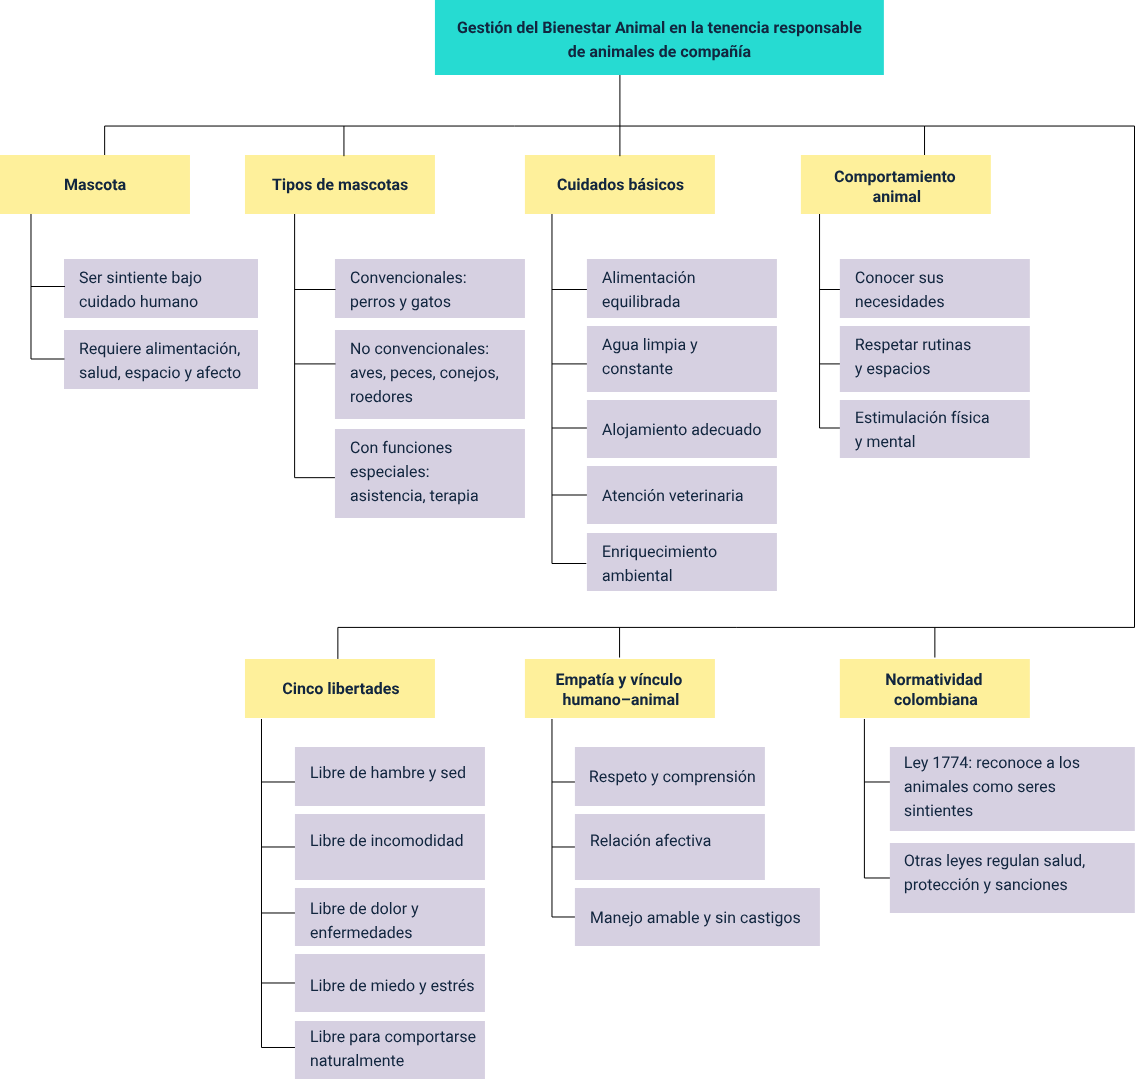 Gestión del Bienestar Animal en la tenencia responsable
de animales de compañía
Mascota
Ser sintiente bajo
cuidado humano
Requiere alimentación,
salud, espacio y afecto
Tipos de mascotas
Convencionales:
perros y gatos
No convencionales:
aves, peces, conejos,
roedores
Con funciones
especiales:
asistencia, terapia
Cuidados básicos
Alimentación
equilibrada
Agua limpia y
constante
Alojamiento adecuado
Atención veterinaria
Enriquecimiento
ambiental
Comportamiento
animal
Conocer sus
necesidades
Respetar rutinas
y espacios
Estimulación física
y mental
Cinco libertades
Libre de hambre y sed
Libre de incomodidad
Libre de dolor y
enfermedades
Libre de miedo y estrés
Libre para comportarse
naturalmente
Empatía y vínculo
humano–animal
Respeto y comprensión
Relación afectiva
Manejo amable y sin castigos
Normatividad
colombiana
Ley 1774: reconoce a los
animales como seres
sintientes
Otras leyes regulan salud,
protección y sanciones